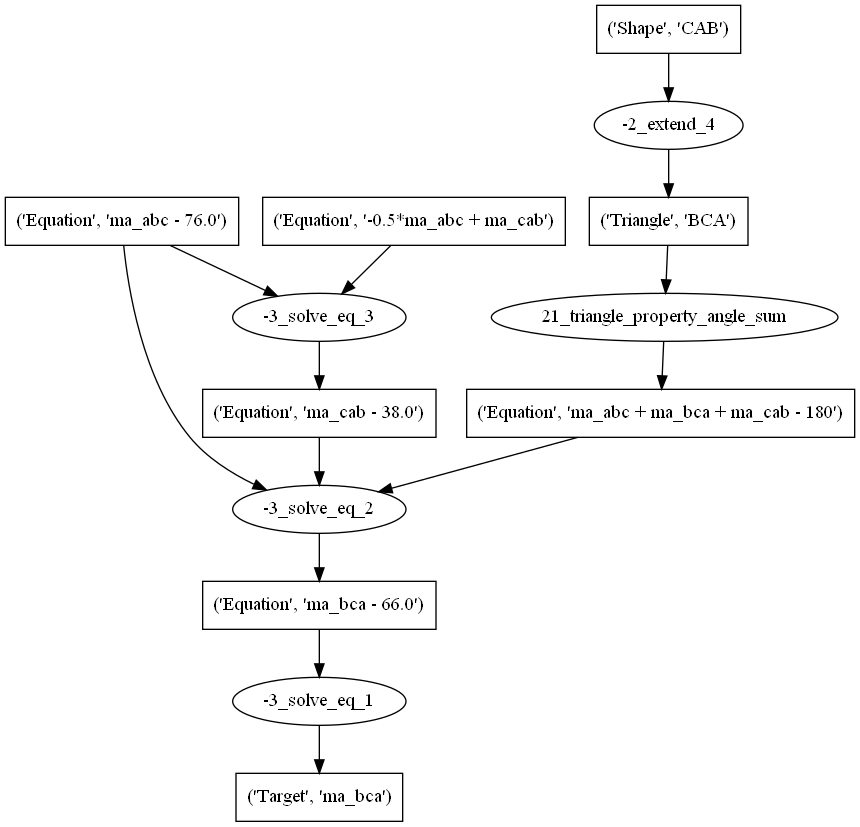 ('Shape', 'CAB')
-2_extend_4
('Equation', 'ma_abc - 76.0')
('Equation', '-0.5*ma_abc + ma_cab')
('Triangle', 'BCA')
-3_solve_eq_3
21_triangle_property_angle_sum
('Equation', 'ma_cab - 38.0')
('Equation', 'ma_abc + ma_bca + ma_cab - 180')
-3_solve_eq_2
('Equation', 'ma_bca - 66.0')
-3_solve_eq_1
('Target', 'ma_bca')